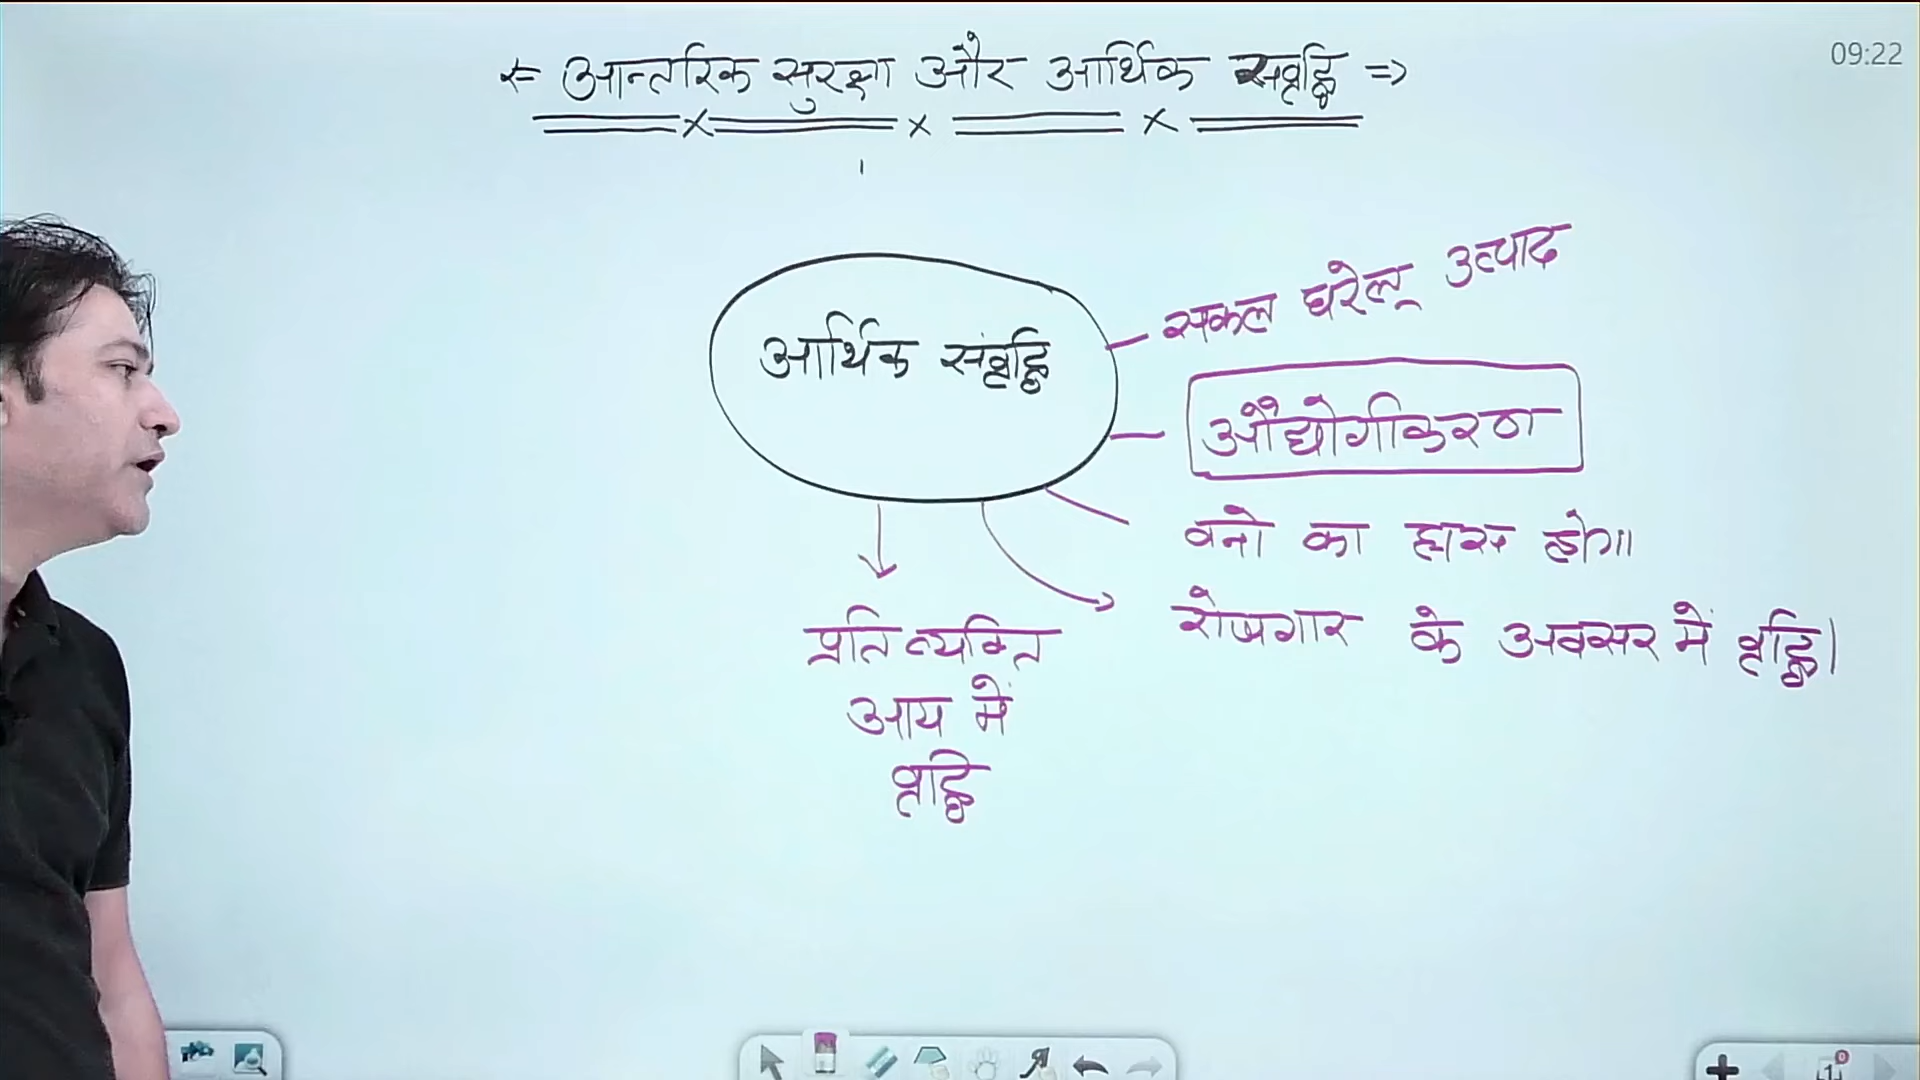 ← आन्तरिक सुरक्षा और आर्थिक सवृद्धि ⇒
09:22
आर्थिक संवृद्धि
सकल घरेलू उत्पाद
औद्योगीकरण
वनो का ह्रास होगा
रोजगार के अवसर में वृद्धि।
प्रति व्यक्ति
आय में
वृद्धि